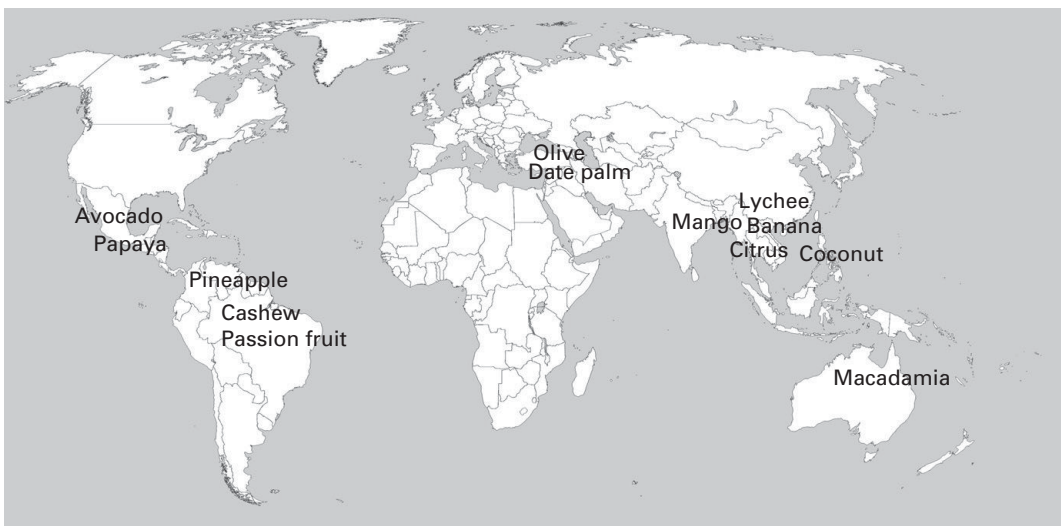 Olive
Date palm
Lychee
Avocado
Mango Banana
Papaya
Citrus Coconut
Pineapple
Cashew
Passion fruit
Macadamia